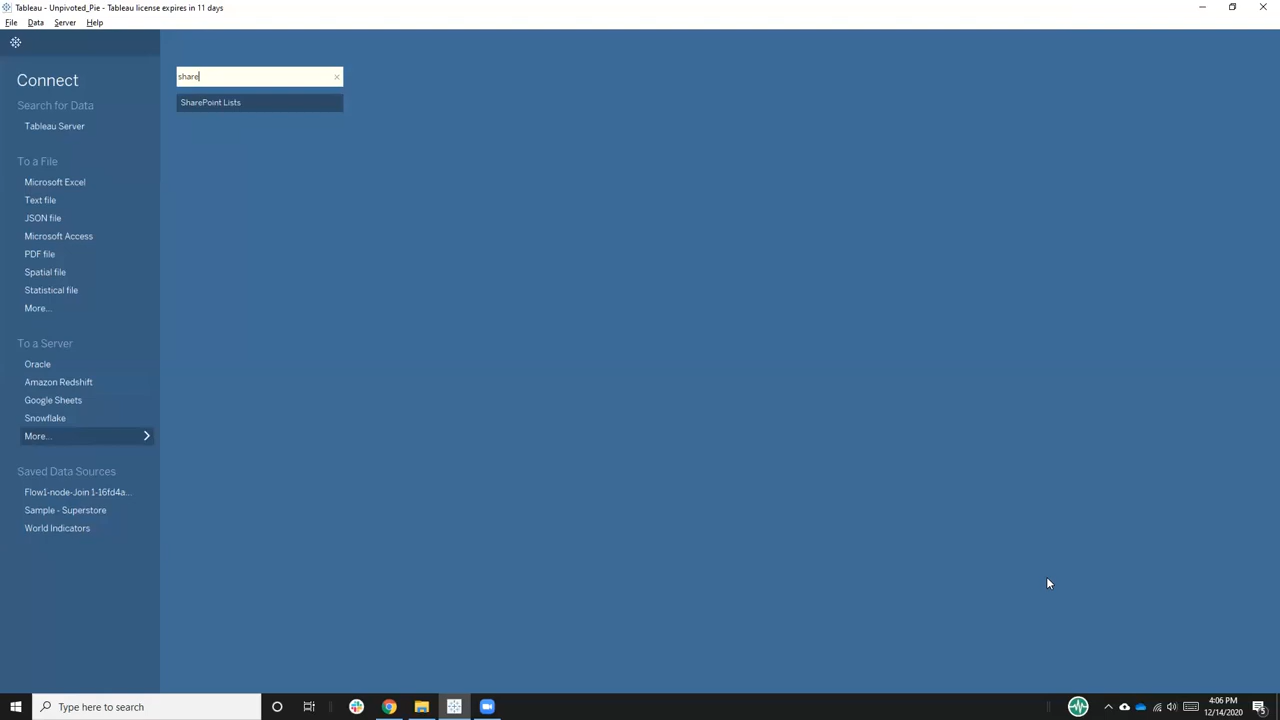 Tableau - Unpivoted_Pie - Tableau license expires in 11 days
File Data Server Help
Connect
Search for Data
Tableau Server
To a File
Microsoft Excel
Text file
JSON file
Microsoft Access
PDF file
Spatial file
Statistical file
More...
To a Server
Oracle
Amazon Redshift
Google Sheets
Snowflake
More...
Saved Data Sources
Flow1-node-Join 1-16fd4a...
Sample - Superstore
World Indicators
share
SharePoint Lists
Type here to search
4:06 PM
12/14/2020
5